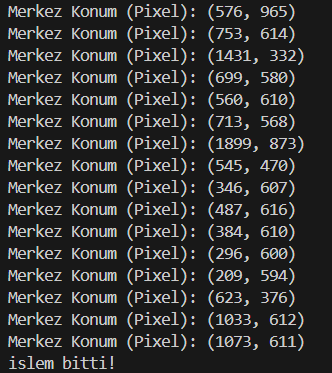 Merkez Konum (Pixel): (576, 965)
Merkez Konum (Pixel): (753, 614)
Merkez Konum (Pixel): (1431, 332)
Merkez Konum (Pixel): (699, 580)
Merkez Konum (Pixel): (560, 610)
Merkez Konum (Pixel): (713, 568)
Merkez Konum (Pixel): (1899, 873)
Merkez Konum (Pixel): (545, 470)
Merkez Konum (Pixel): (346, 607)
Merkez Konum (Pixel): (487, 616)
Merkez Konum (Pixel): (384, 610)
Merkez Konum (Pixel): (296, 600)
Merkez Konum (Pixel): (209, 594)
Merkez Konum (Pixel): (623, 376)
Merkez Konum (Pixel): (1033, 612)
Merkez Konum (Pixel): (1073, 611)
islem bitti!